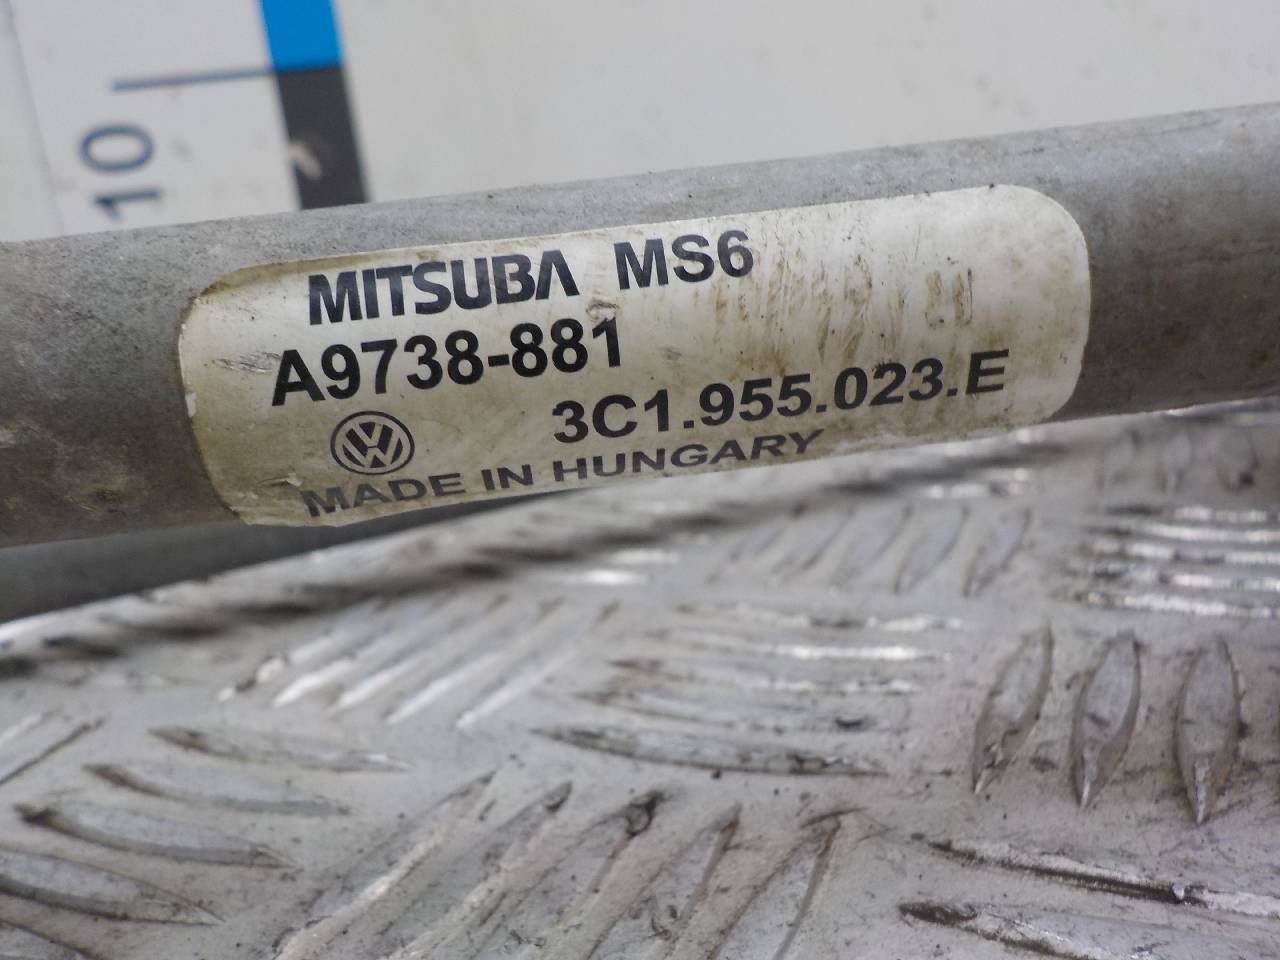 10
MITSUBA MS6
A9738-881
3C1.955.023.E
MADE IN HUNGARY